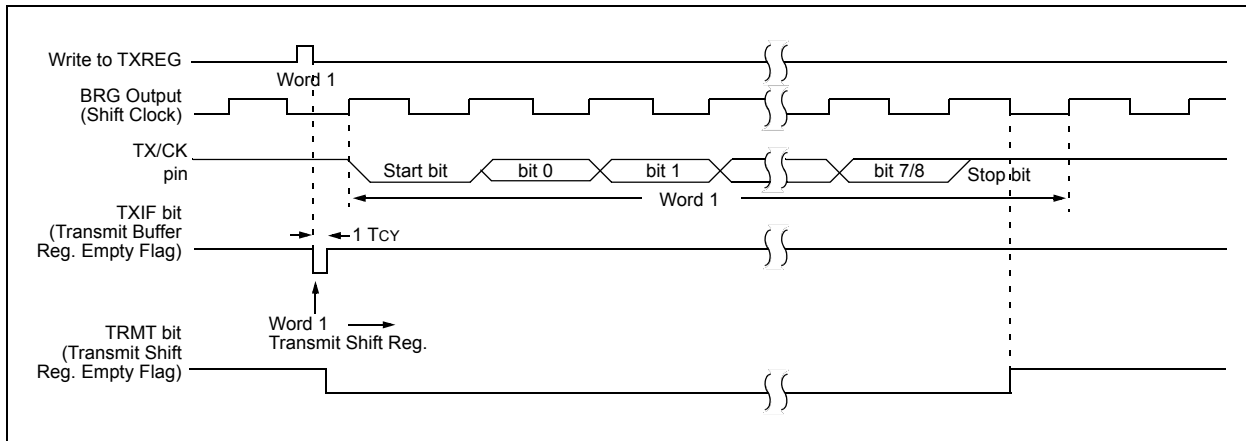 Write to TXREG
Word 1
BRG Output
(Shift Clock)
TX/CK
pin
Start bit
bit 0
bit 1
bit 7/8
Stop bit
Word 1
TXIF bit
(Transmit Buffer
Reg. Empty Flag)
1 TCY
Word 1
Transmit Shift Reg.
TRMT bit
(Transmit Shift
Reg. Empty Flag)